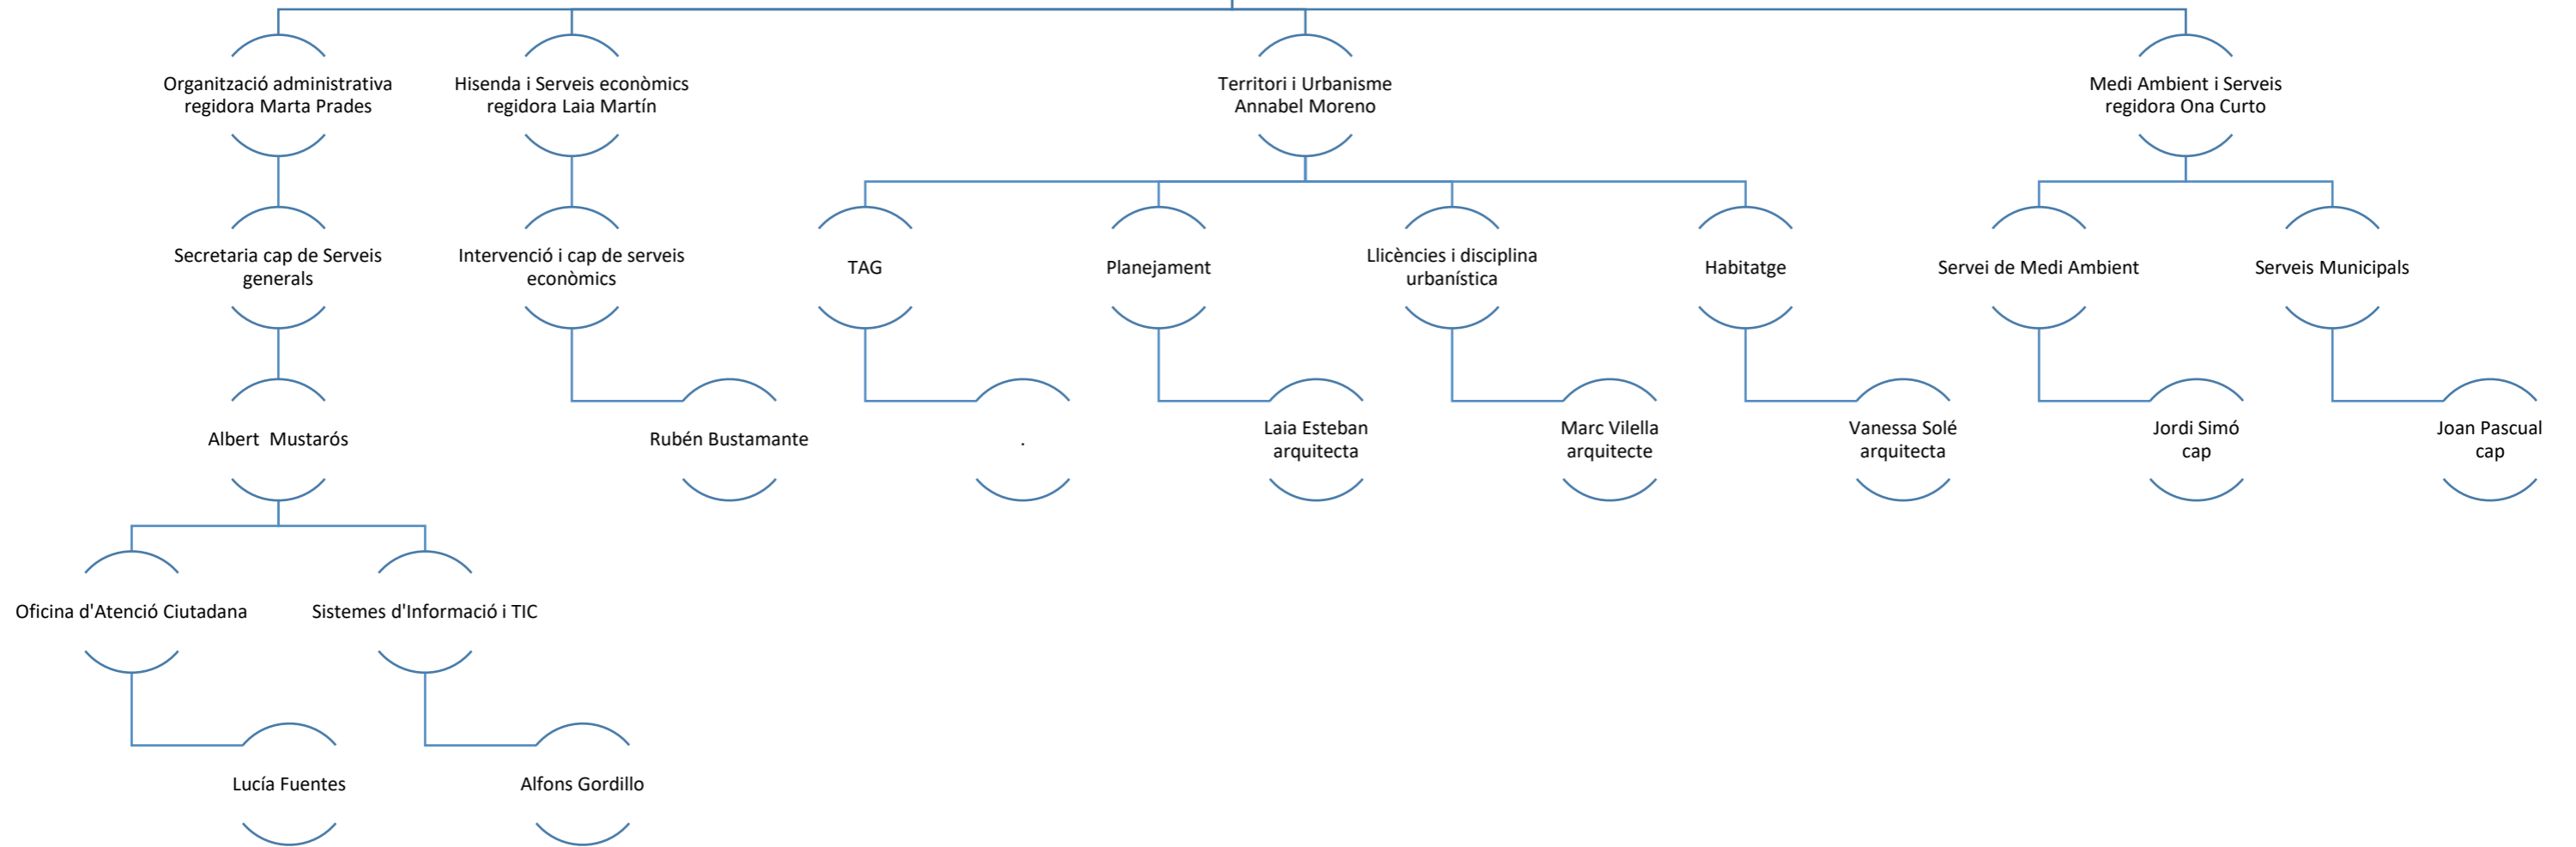 Organització administrativa
regidora Marta Prades
Hisenda i Serveis econòmics
regidora Laia Martín
Territori i Urbanisme
Annabel Moreno
Medi Ambient i Serveis
regidora Ona Curto
Secretaria cap de Serveis
generals
Intervenció i cap de serveis
econòmics
TAG
Planejament
Llicències i disciplina
urbanística
Habitatge
Servei de Medi Ambient
Serveis Municipals
Albert  Mustarós
Rubén Bustamante
.
Laia Esteban
arquitecta
Marc Vilella
arquitecte
Vanessa Solé
arquitecta
Jordi Simó
cap
Joan Pascual
cap
Oficina d'Atenció Ciutadana
Sistemes d'Informació i TIC
Lucía Fuentes
Alfons Gordillo